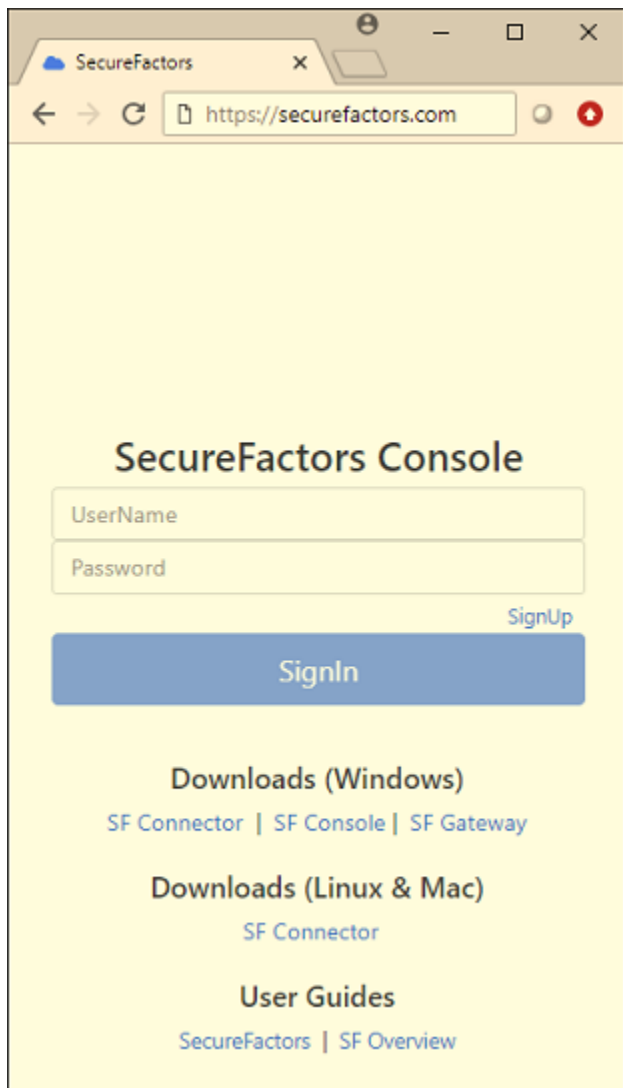 SecureFactors
https://securefactors.com
SecureFactors Console
UserName
Password
SignUp
SignIn
Downloads (Windows)
SF Connector | SF Console | SF Gateway
Downloads (Linux & Mac)
SF Connector
User Guides
SecureFactors | SF Overview